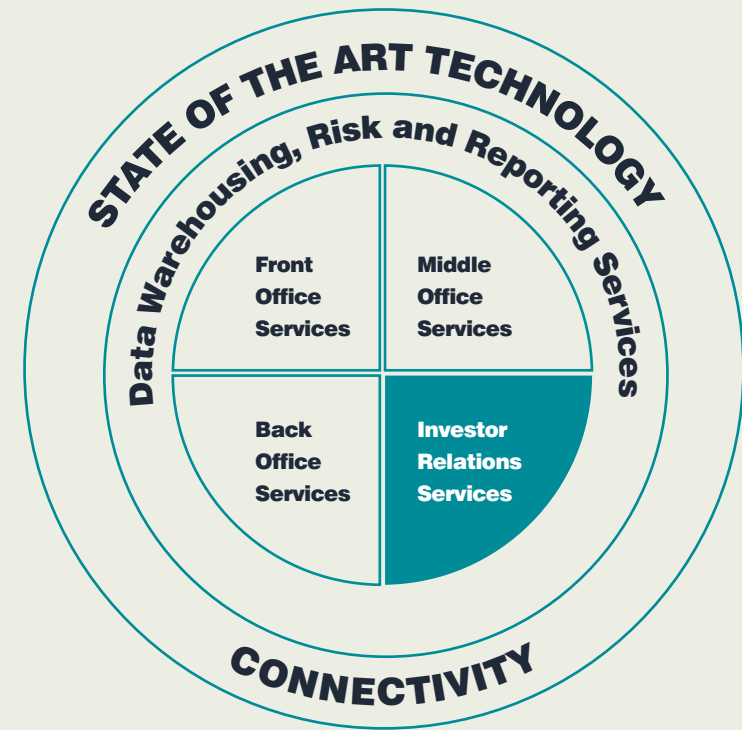 STATE OF THE ART TECHNOLOGY
Data Warehousing, Risk and Reporting Services
Front
Office
Services
Middle
Office
Services
Back
Office
Services
Investor
Relations
Services
CONNECTIVITY